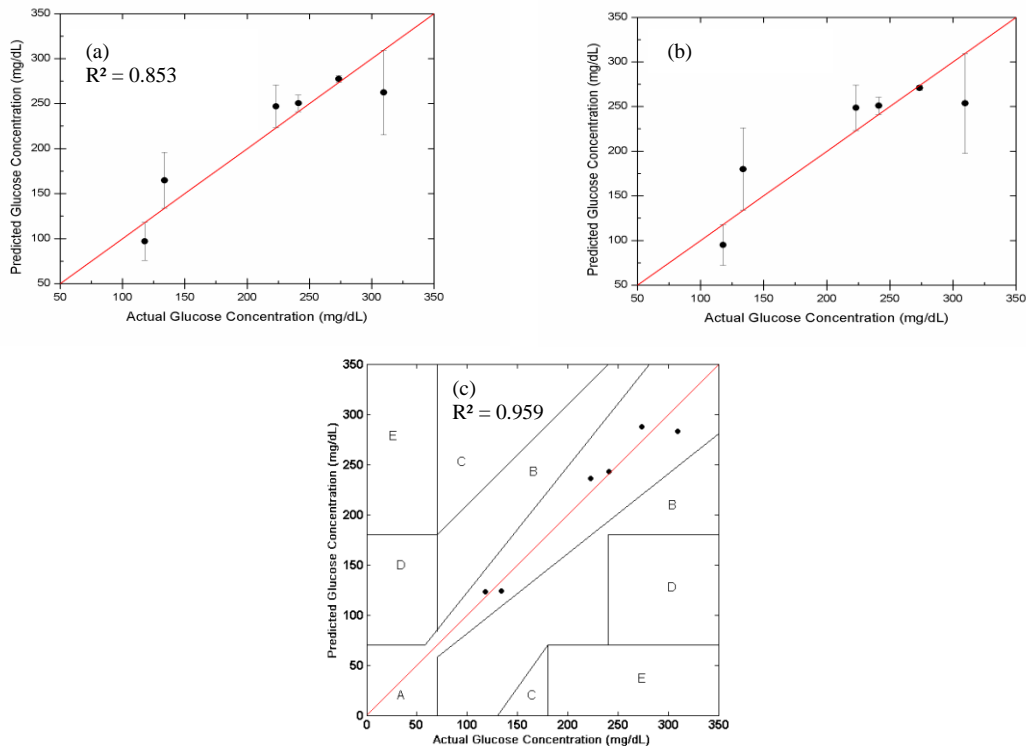 (a)
R² = 0.853
Predicted Glucose Concentration (mg/dL)
350
300
250
200
150
100
50
50 100 150 200 250 300 350
Actual Glucose Concentration (mg/dL)
(b)
Predicted Glucose Concentration (mg/dL)
350
300
250
200
150
100
50
50 100 150 200 250 300 350
Actual Glucose Concentration (mg/dL)
(c)
R² = 0.959
Predicted Glucose Concentration (mg/dL)
350
300
250
200
150
100
50
0
E
C
B
B
D
D
A
C
E
0 50 100 150 200 250 300 350
Actual Glucose Concentration (mg/dL)